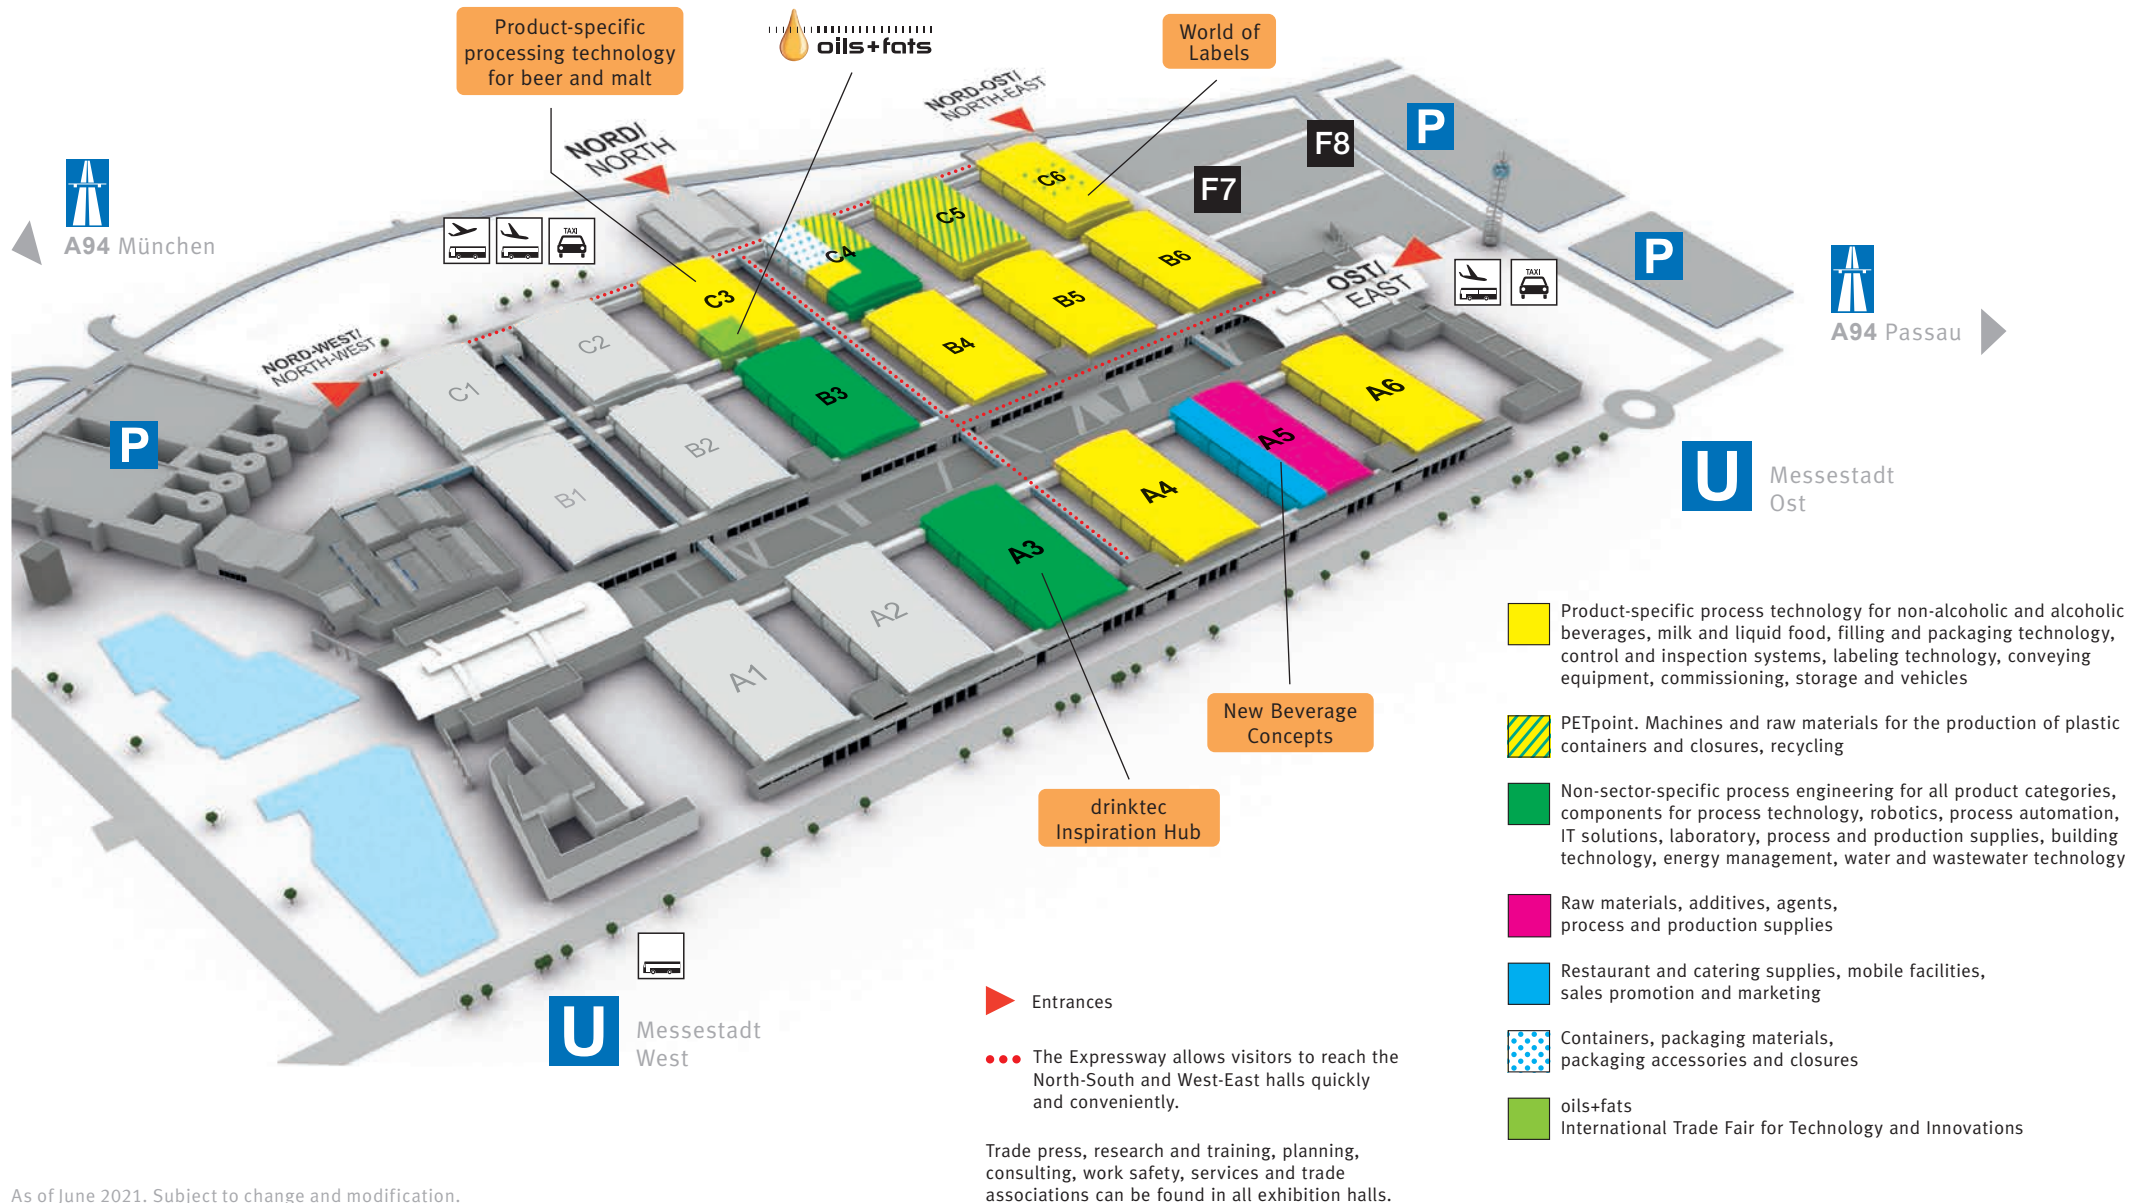 Product-specific
processing technology
for beer and malt
oils+fats
World of
Labels
NORD-OST/
NORTH-EAST
NORD/
NORTH
P
F8
F7
A94 München
TAXI
C6
C5
C4
B6
P
OST/
EAST
TAXI
A94 Passau
C3
B5
B4
C2
NORD-WEST/
NORTH-WEST
C1
B3
A6
P
B2
A5
B1
A4
U
Messestadt
Ost
A3
A2
A1
New Beverage
Concepts
drinktec
Inspiration Hub
U
Messestadt
West
Product-specific process technology for non-alcoholic and alcoholic
beverages, milk and liquid food, filling and packaging technology,
control and inspection systems, labeling technology, conveying
equipment, commissioning, storage and vehicles
PETpoint. Machines and raw materials for the production of plastic
containers and closures, recycling
Non-sector-specific process engineering for all product categories,
components for process technology, robotics, process automation,
IT solutions, laboratory, process and production supplies, building
technology, energy management, water and wastewater technology
Raw materials, additives, agents,
process and production supplies
Restaurant and catering supplies, mobile facilities,
sales promotion and marketing
Containers, packaging materials,
packaging accessories and closures
oils+fats
International Trade Fair for Technology and Innovations
Entrances
The Expressway allows visitors to reach the
North-South and West-East halls quickly
and conveniently.
Trade press, research and training, planning,
consulting, work safety, services and trade
associations can be found in all exhibition halls.
As of June 2021. Subject to change and modification.